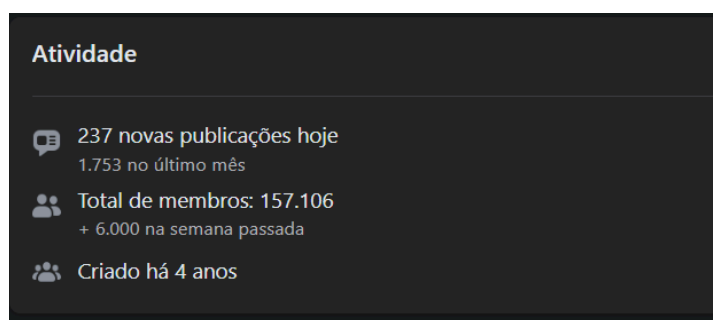 Atividade
237 novas publicações hoje
1.753 no último mês
Total de membros: 157.106
+ 6.000 na semana passada
Criado há 4 anos